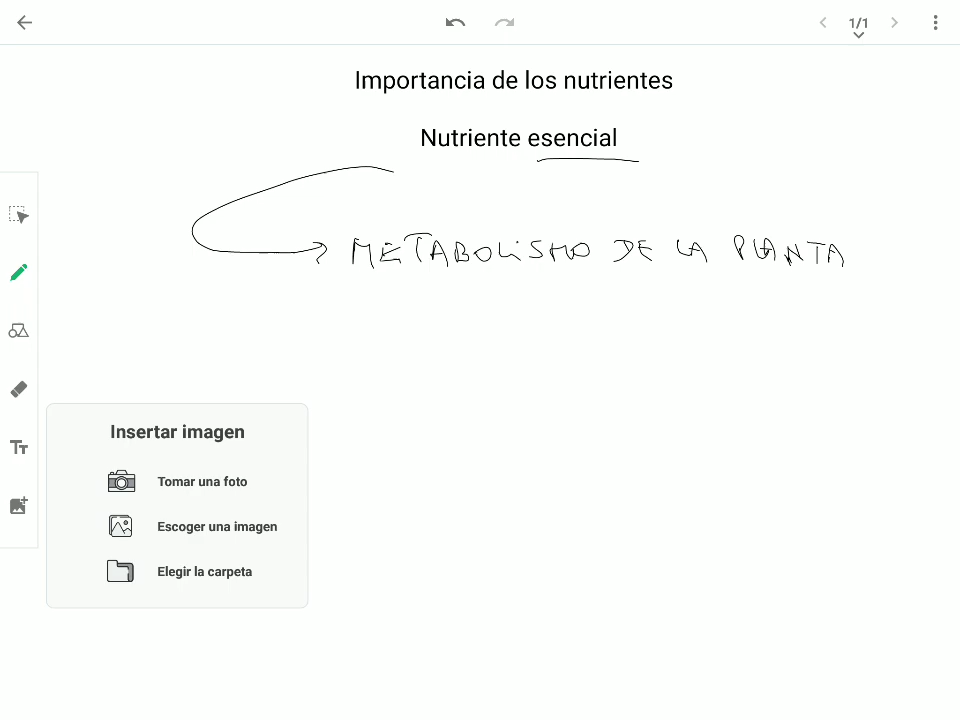 1/1
Importancia de los nutrientes
Nutriente esencial
METABOLISMO DE LA PLANTA
Tt
Insertar imagen
Tomar una foto
Escoger una imagen
Elegir la carpeta